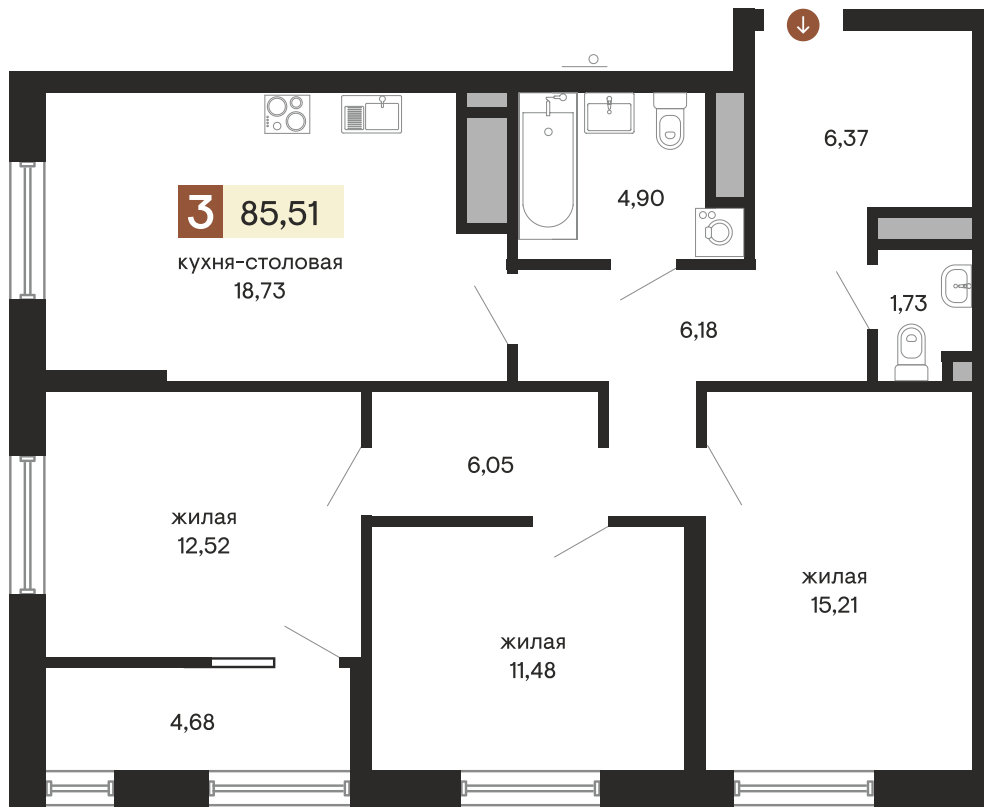 6,37
4,90
3 85,51
кухня-столовая
18,73
1,73
6,18
6,05
жилая
12,52
жилая
15,21
жилая
11,48
4,68